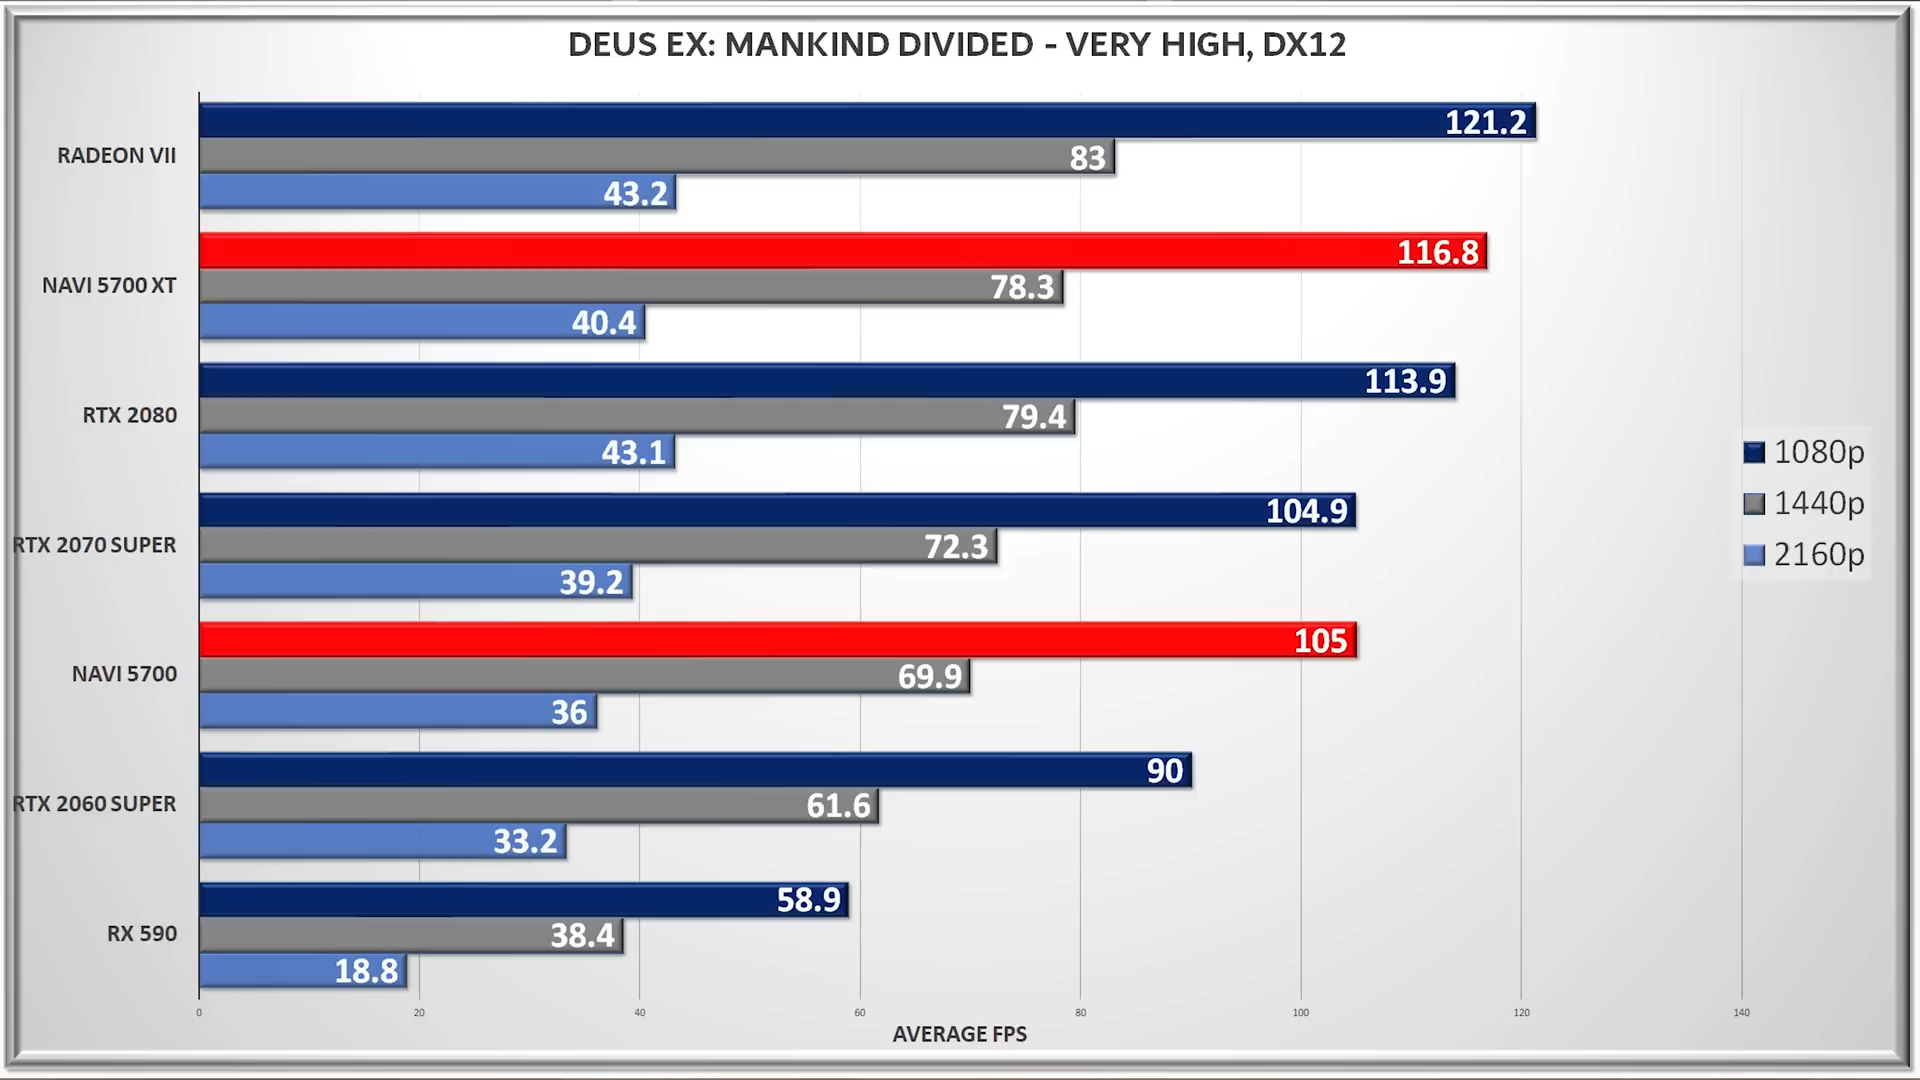 DEUS EX: MANKIND DIVIDED - VERY HIGH, DX12
RADEON VII
121.2
83
43.2
NAVI 5700 XT
116.8
78.3
40.4
RTX 2080
113.9
79.4
43.1
RTX 2070 SUPER
104.9
72.3
39.2
NAVI 5700
105
69.9
36
RTX 2060 SUPER
90
61.6
33.2
RX 590
58.9
38.4
18.8
0 20 40 60 80 100 120 140
AVERAGE FPS
1080p
1440p
2160p